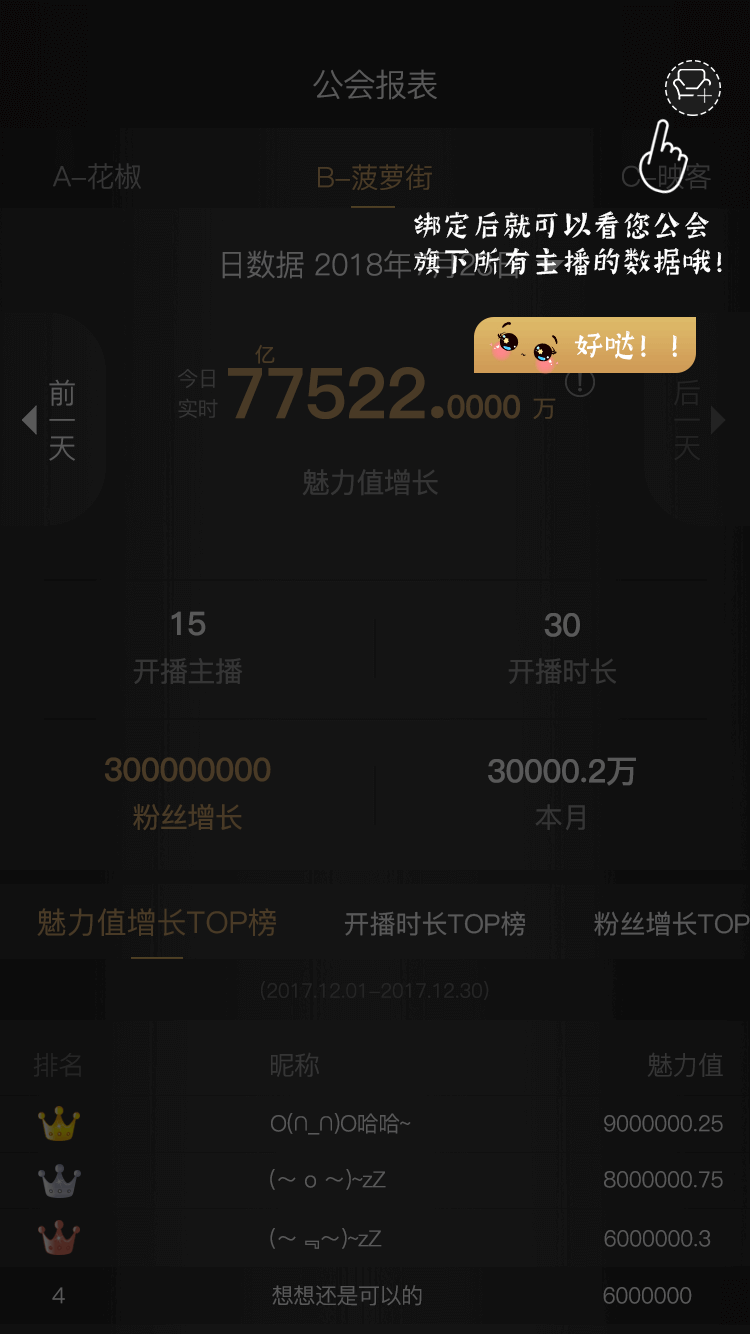 公会报表
A-花椒
B-菠萝街
C-映客
绑定后就可以看您公会
旗下所有主播的数据哦!
日数据 2018年
好哒！！
亿
今日
实时
77522.0000 万
前一天
后一天
魅力值增长
15
30
开播主播
开播时长
300000000
30000.2万
粉丝增长
本月
魅力值增长TOP榜
开播时长TOP榜
粉丝增长TOP
(2017.12.01-2017.12.30)
排名
昵称
魅力值
O(∩_∩)O哈哈~
9000000.25
(～ o ～)~zZ
8000000.75
(～﹃～)~zZ
6000000.3
4
想想还是可以的
6000000